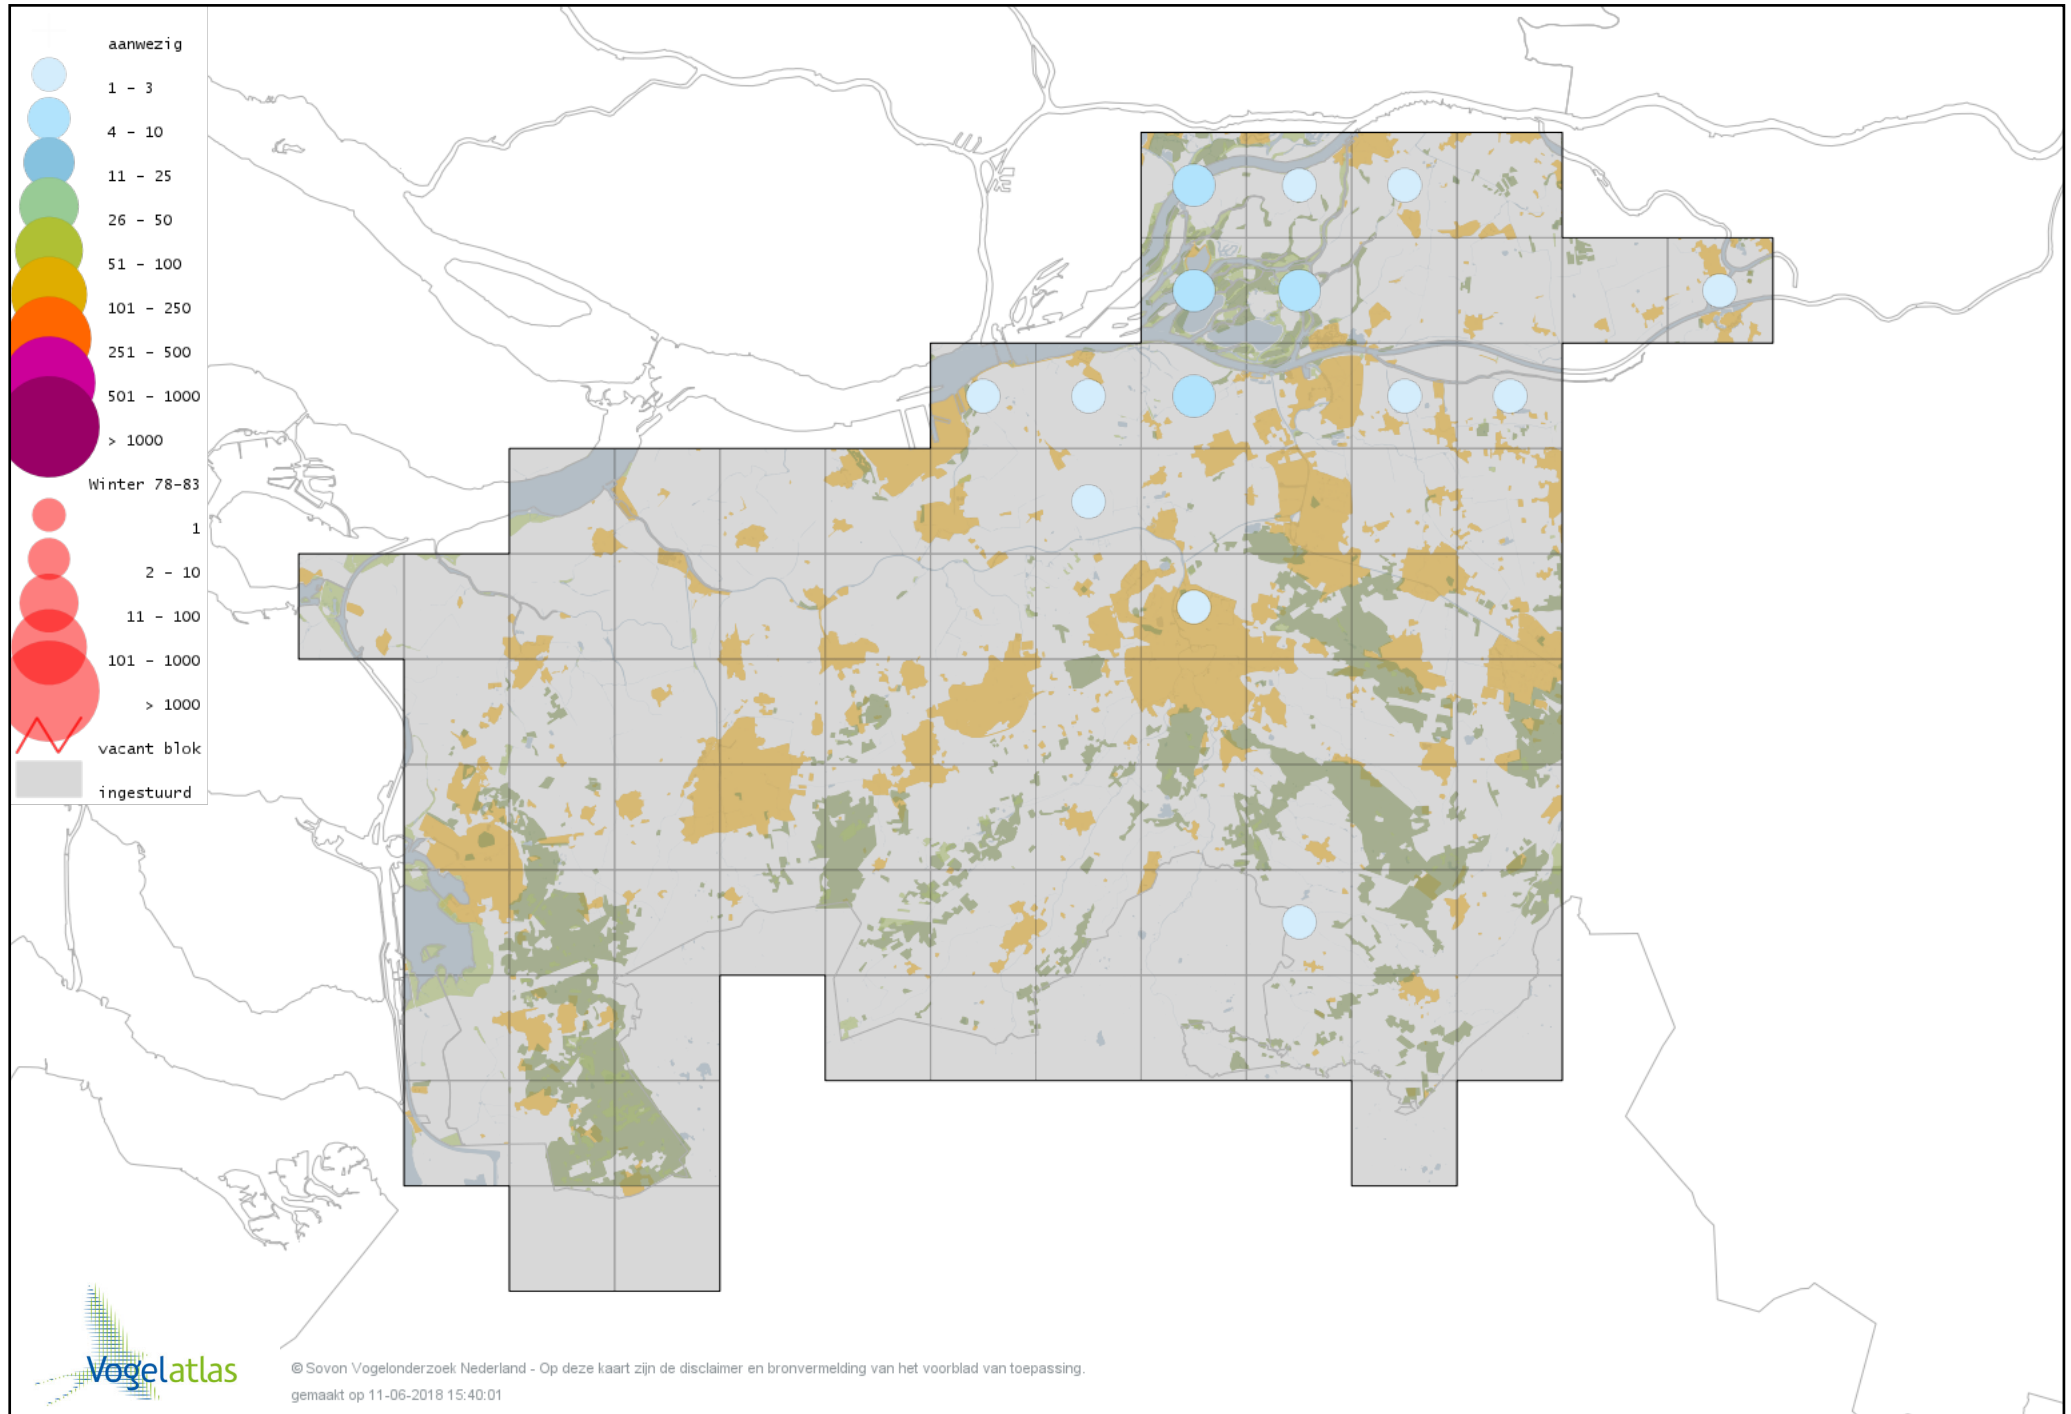 aanwezig
1 - 3
4 - 10
11 - 25
26 - 50
51 - 100
101 - 250
251 - 500
501 - 1000
> 1000
Winter 78-83
1
2 - 10
11 - 100
101 - 1000
> 1000
vacant blok
ingestuurd
Vogelatlas
© Sovon Vogelonderzoek Nederland - Op deze kaart zijn de disclaimer en bronvermelding van het voorblad van toepassing.
gemaakt op 11-06-2018 15:40:01